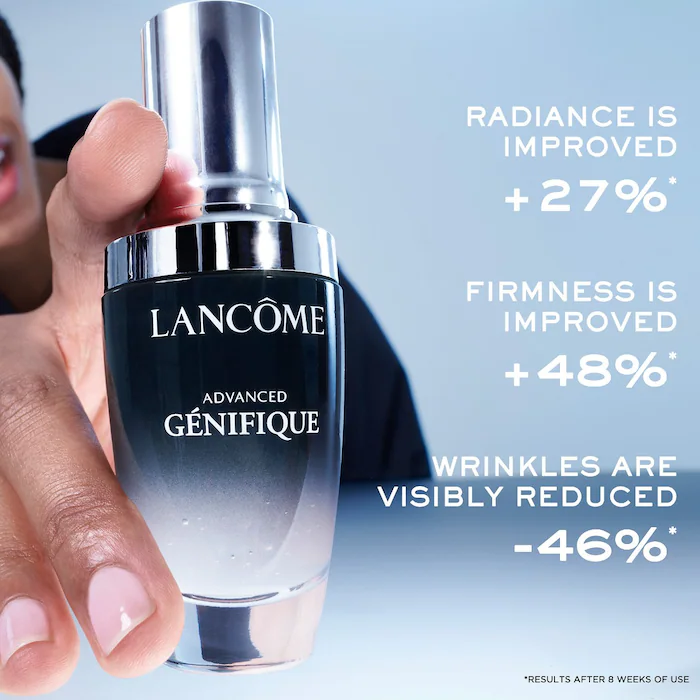 LANCÔME
ADVANCED
GÉNIFIQUE
RADIANCE IS
IMPROVED
+27%*
FIRMNESS IS
IMPROVED
+48%*
WRINKLES ARE
VISIBLY REDUCED
-46%*
*RESULTS AFTER 8 WEEKS OF USE